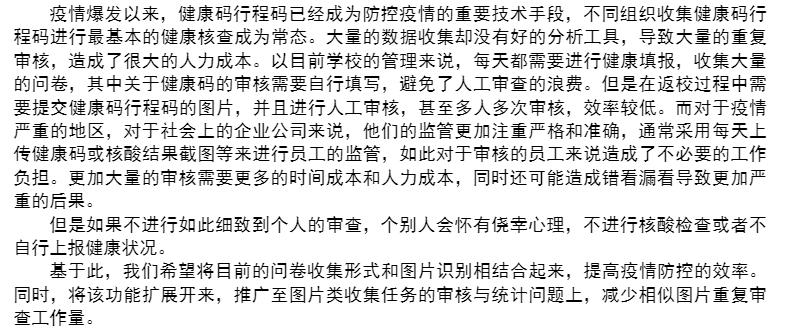 疫情爆发以来，健康码行程码已经成为防控疫情的重要技术手段，不同组织收集健康码行
程码进行最基本的健康核查成为常态。大量的数据收集却没有好的分析工具，导致大量的重复
审核，造成了很大的人力成本。以目前学校的管理来说，每天都需要进行健康填报，收集大量
的问卷，其中关于健康码的审核需要自行填写，避免了人工审查的浪费。但是在返校过程中需
要提交健康码行程码的图片，并且进行人工审核，甚至多人多次审核，效率较低。而对于疫情
严重的地区，对于社会上的企业公司来说，他们的监管更加注重严格和准确，通常采用每天上
传健康码或核酸结果截图等来进行员工的监管，如此对于审核的员工来说造成了不必要的工作
负担。更加大量的审核需要更多的时间成本和人力成本，同时还可能造成错看漏看导致更加严
重的后果。
但是如果不进行如此细致到个人的审查，个别人会怀有侥幸心理，不进行核酸检查或者不
自行上报健康状况。
基于此，我们希望将目前的问卷收集形式和图片识别相结合起来，提高疫情防控的效率。
同时，将该功能扩展开来，推广至图片类收集任务的审核与统计问题上，减少相似图片重复审
查工作量。